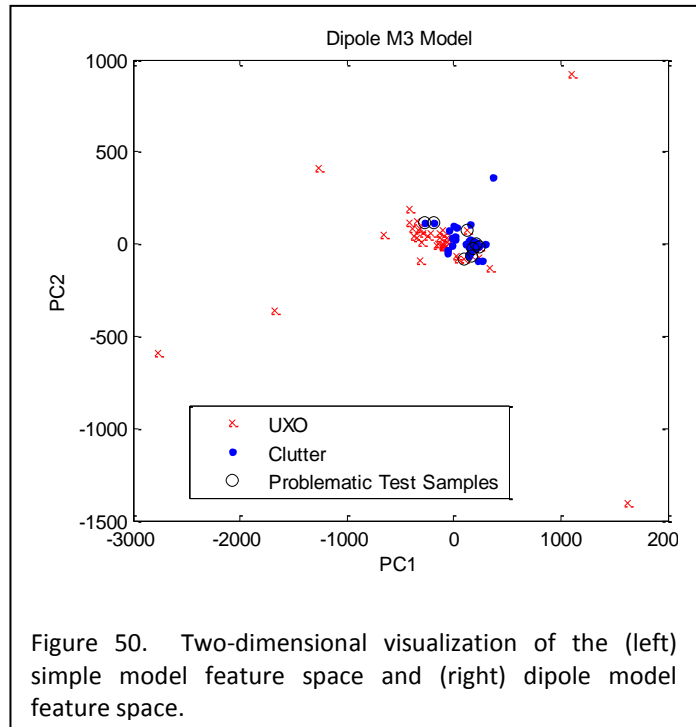 Dipole M3 Model
1000
500
0
-500
-1000
-1500
PC2
UXO
Clutter
Problematic Test Samples
-3000 -2000 -1000 0 1000 200
PC1
Figure 50. Two-dimensional visualization of the (left)
simple model feature space and (right) dipole model
feature space.